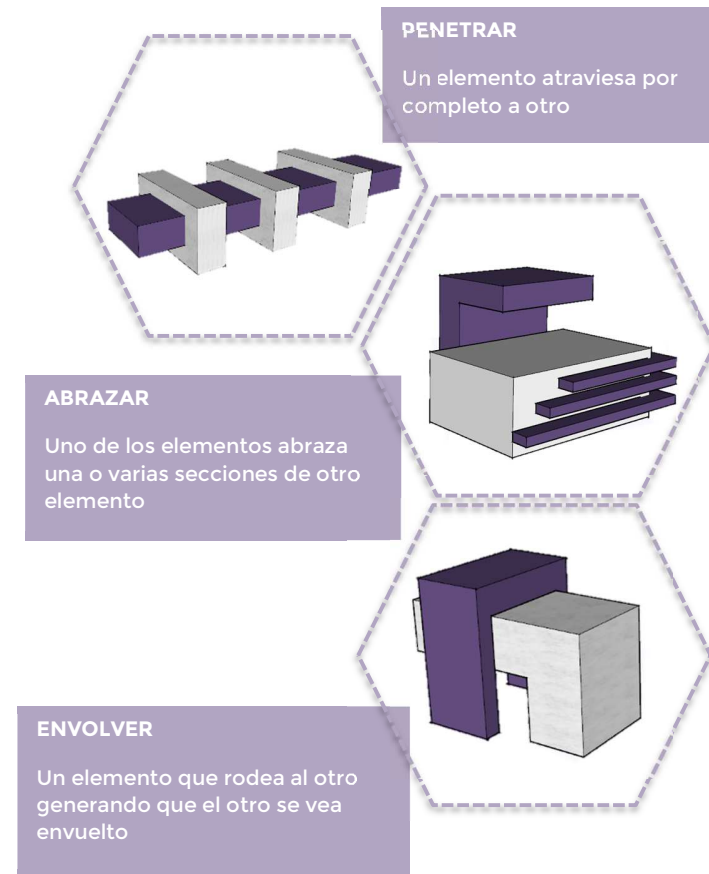 PENETRAR
Un elemento atraviesa por
completo a otro
ABRAZAR
Uno de los elementos abraza
una o varias secciones de otro
elemento
ENVOLVER
Un elemento que rodea al otro
generando que el otro se vea
envuelto